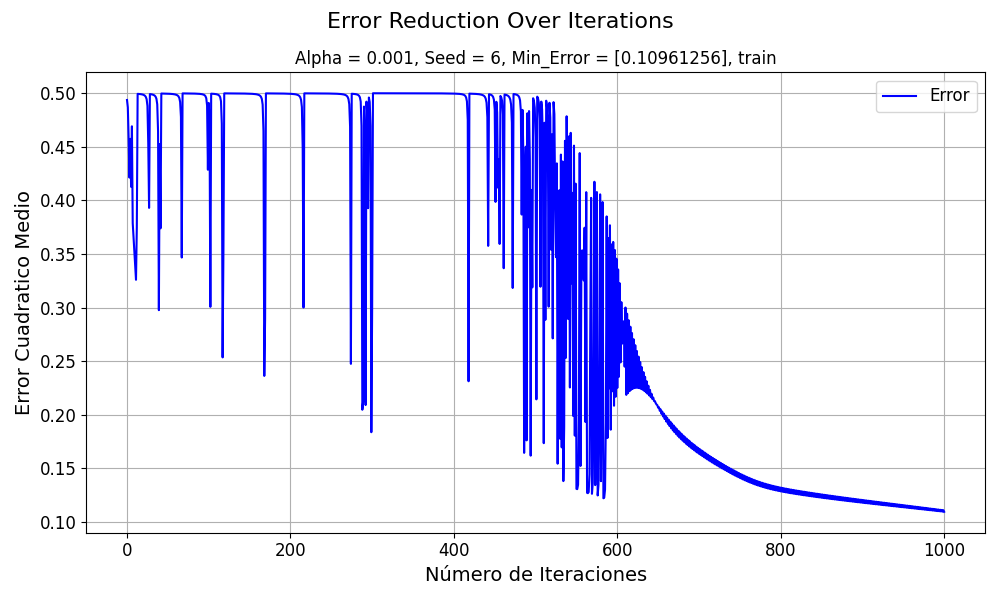 Error Reduction Over Iterations
Alpha = 0.001, Seed = 6, Min_Error = [0.10961256], train
Error
Error Cuadratico Medio
0.50
0.45
0.40
0.35
0.30
0.25
0.20
0.15
0.10
0 200 400 600 800 1000
Número de Iteraciones